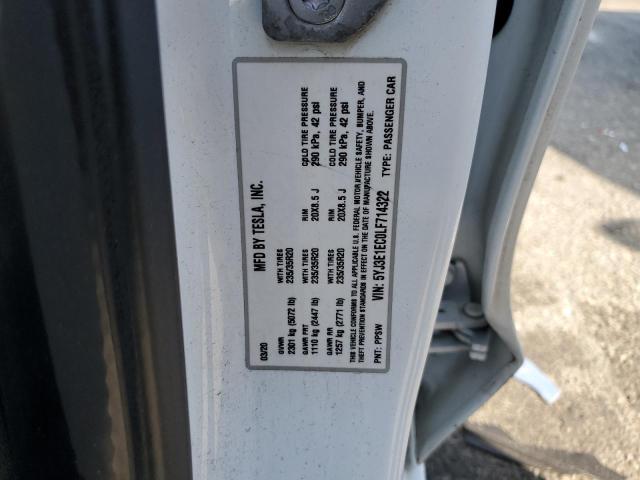 MFD BY TESLA, INC.
03/20
GVWR WITH TIRES RIM COLD TIRE PRESSURE
2301 kg (5072 lb) 235/35R20 20X8.5 J 290 kPa, 42 psi
GAWR FRT WITH TIRES RIM COLD TIRE PRESSURE
1110 kg (2447 lb) 235/35R20 20X8.5 J 290 kPa, 42 psi
GAWR RR WITH TIRES
1257 kg (2771 lb) 235/35R20
THIS VEHICLE CONFORMS TO ALL APPLICABLE U.S. FEDERAL MOTOR VEHICLE SAFETY, BUMPER, AND
THEFT PREVENTION STANDARDS IN EFFECT ON THE DATE OF MANUFACTURE SHOWN ABOVE.
PNT: PPSW VIN: 5YJ3E1EC0LF714322 TYPE: PASSENGER CAR